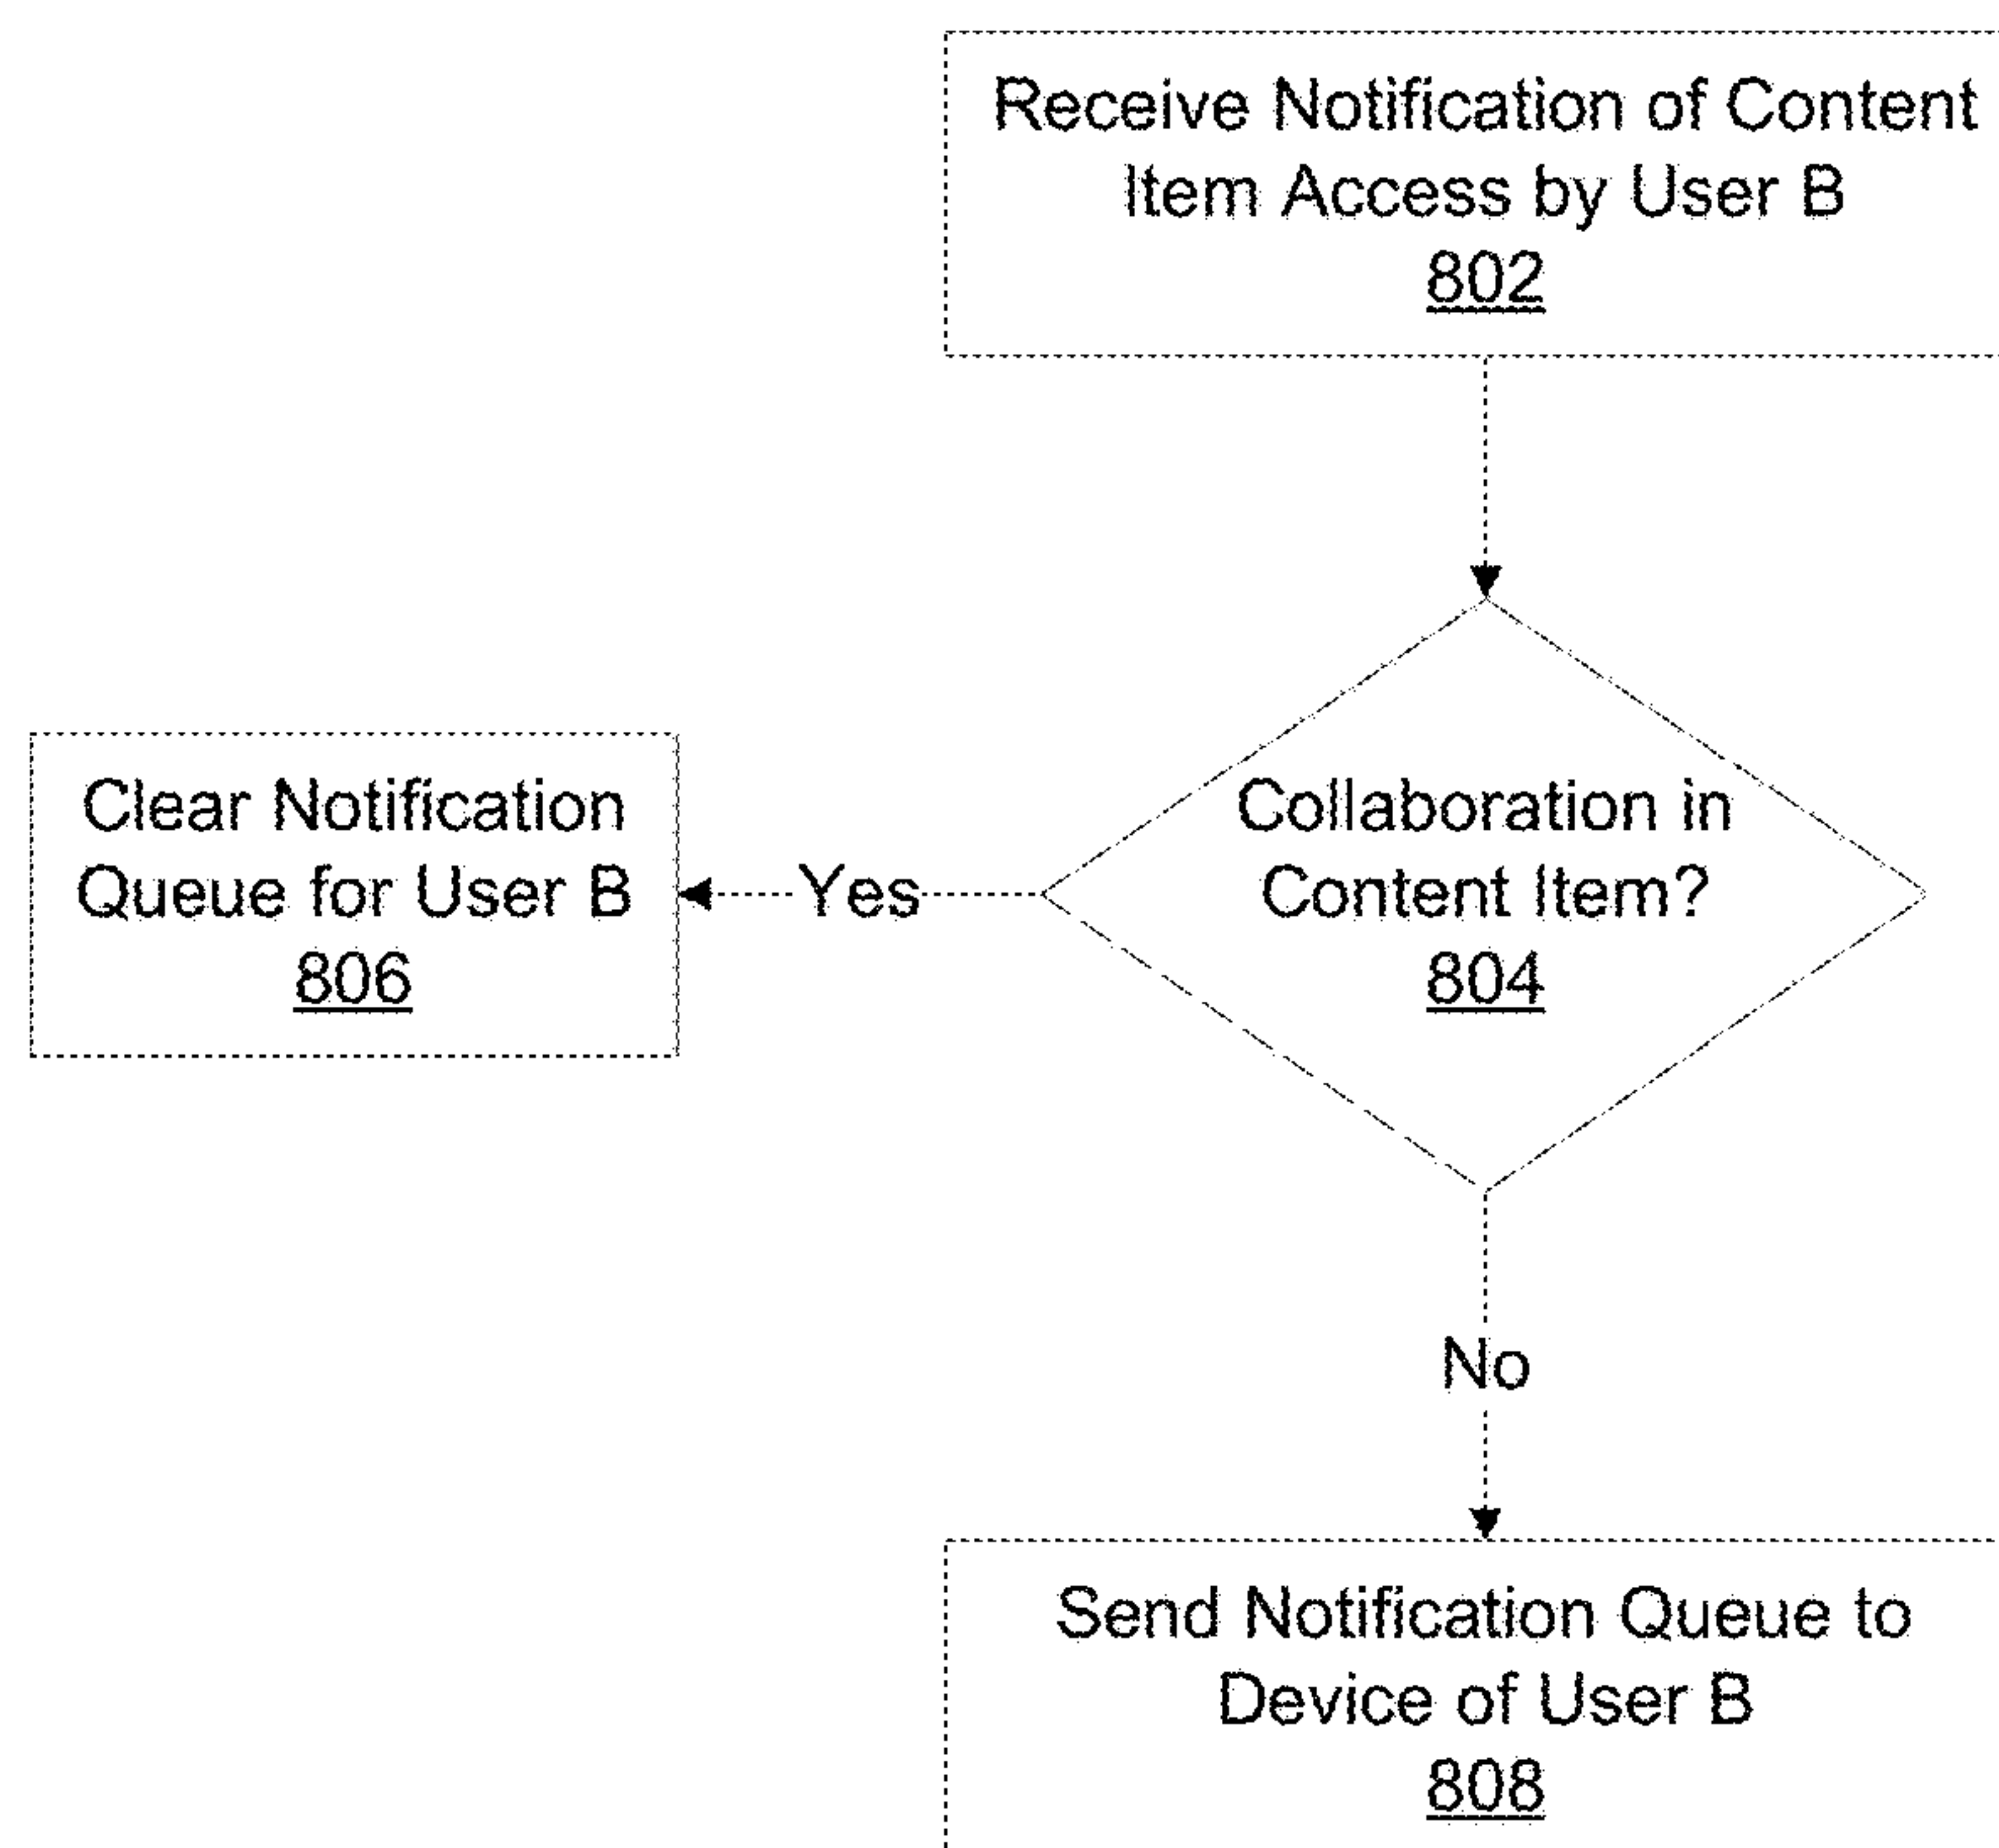 Receive Notification of Content
Item Access by User B
802
Collaboration in
Content Item?
804
Yes
Clear Notification
Queue for User B
806
No
Send Notification Queue to
Device of User B
808